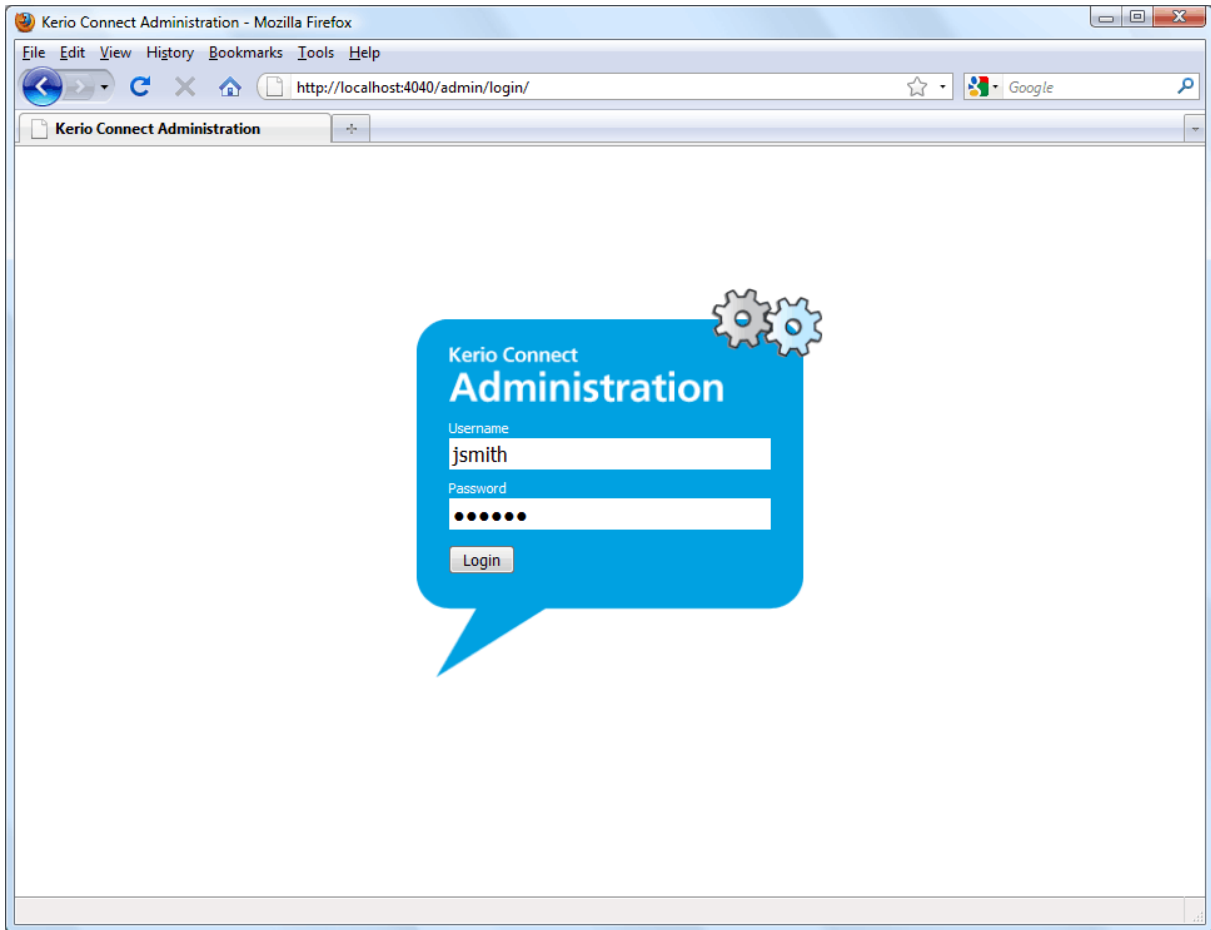 Kerio Connect Administration - Mozilla Firefox
File Edit View History Bookmarks Tools Help
http://localhost:4040/admin/login/ Google
Kerio Connect Administration
Kerio Connect
Administration
Username
jsmith
Password
●●●●●●
Login